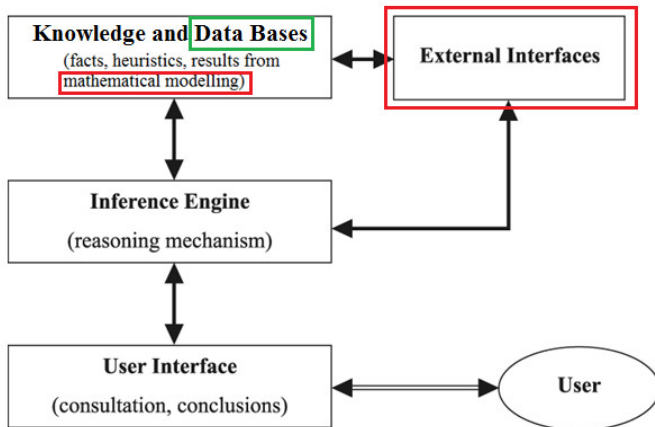 Knowledge and Data Bases
(facts, heuristics, results from
mathematical modelling)
External Interfaces
Inference Engine
(reasoning mechanism)
User Interface
(consultation, conclusions)
User